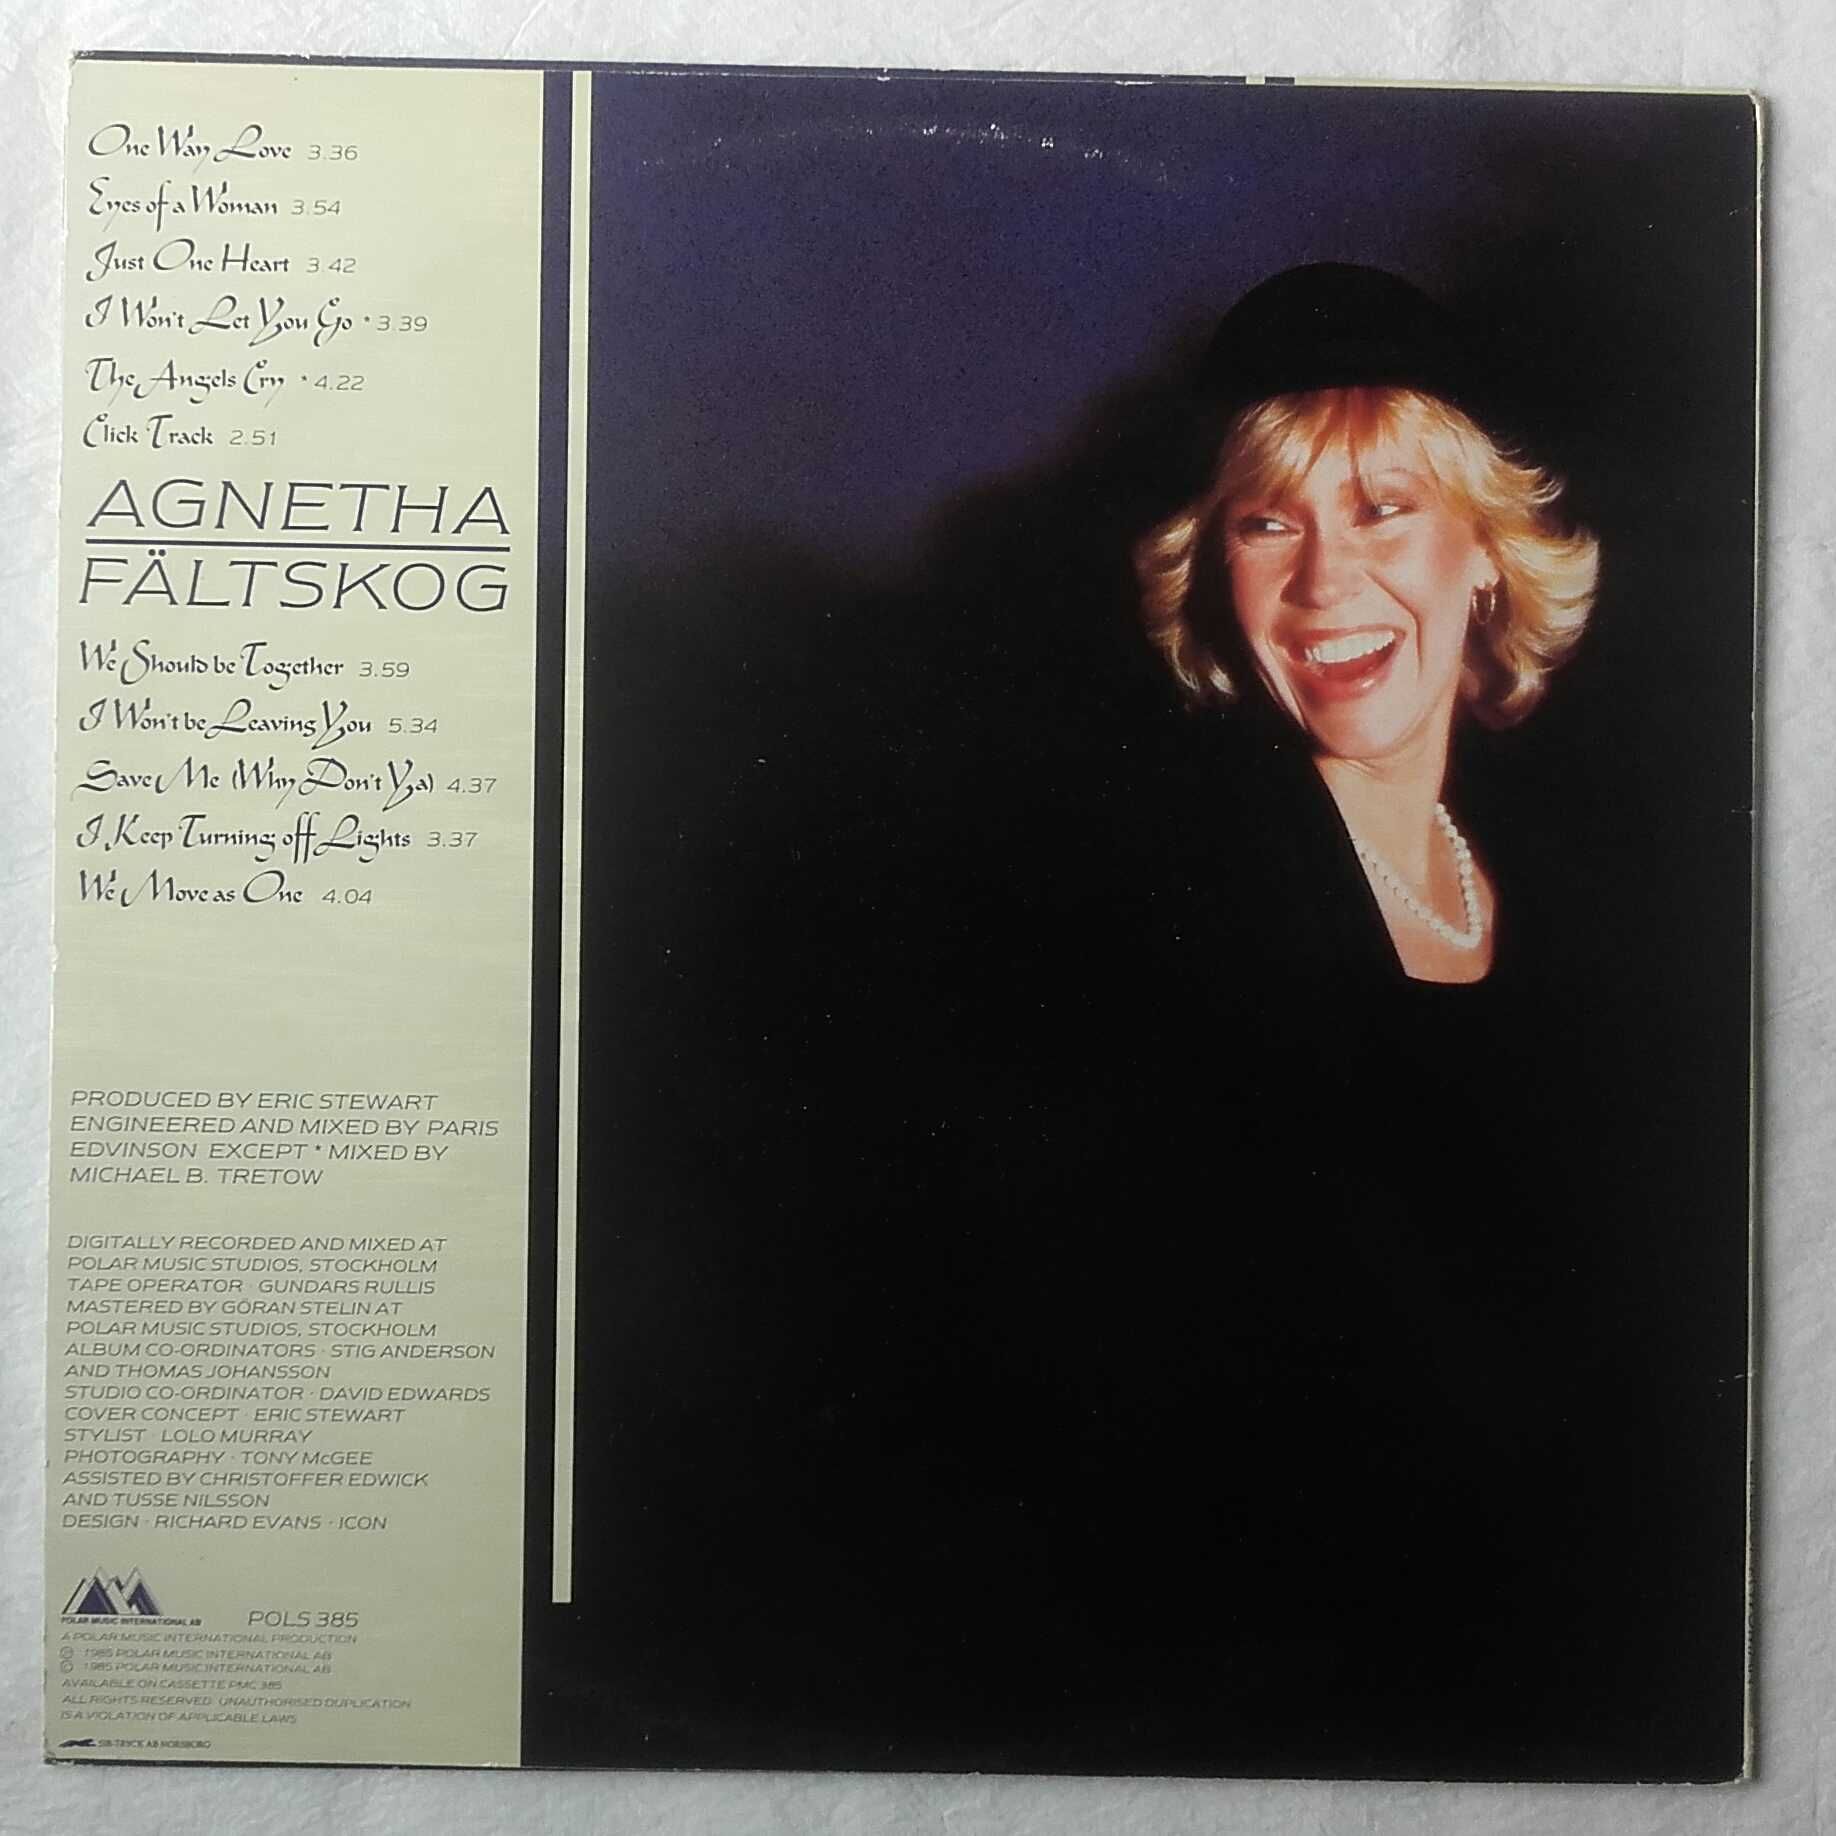 One Way Love 3.36
Eyes of a Woman 3.54
Just One Heart 3.42
I Won't Let You Go * 3.39
The Angels Cry * 4.22
Click Track 2.51
AGNETHA
FÄLTSKOG
We Should be Together 3.59
I Won't be Leaving You 5.34
Save Me (Why Don't Ya) 4.37
I Keep Turning off Lights 3.37
We Move as One 4.04
PRODUCED BY ERIC STEWART
ENGINEERED AND MIXED BY PARIS
EDVINSON EXCEPT * MIXED BY
MICHAEL B. TRETOW
DIGITALLY RECORDED AND MIXED AT
POLAR MUSIC STUDIOS, STOCKHOLM
TAPE OPERATOR · GUNDARS RULLIS
MASTERED BY GÖRAN STELIN AT
POLAR MUSIC STUDIOS, STOCKHOLM
ALBUM CO-ORDINATORS · STIG ANDERSON
AND THOMAS JOHANSSON
STUDIO CO-ORDINATOR · DAVID EDWARDS
COVER CONCEPT · ERIC STEWART
STYLIST · LOLO MURRAY
PHOTOGRAPHY · TONY McGEE
ASSISTED BY CHRISTOFFER EDWICK
AND TUSSE NILSSON
DESIGN · RICHARD EVANS · ICON
POLAR MUSIC INTERNATIONAL AB
POLS 385
A POLAR MUSIC INTERNATIONAL PRODUCTION
℗ 1985 POLAR MUSIC INTERNATIONAL AB
© 1985 POLAR MUSIC INTERNATIONAL AB
AVAILABLE ON CASSETTE PMC 385
ALL RIGHTS RESERVED. UNAUTHORISED DUPLICATION
IS A VIOLATION OF APPLICABLE LAWS
SIB-TRYCK AB NORSBORG